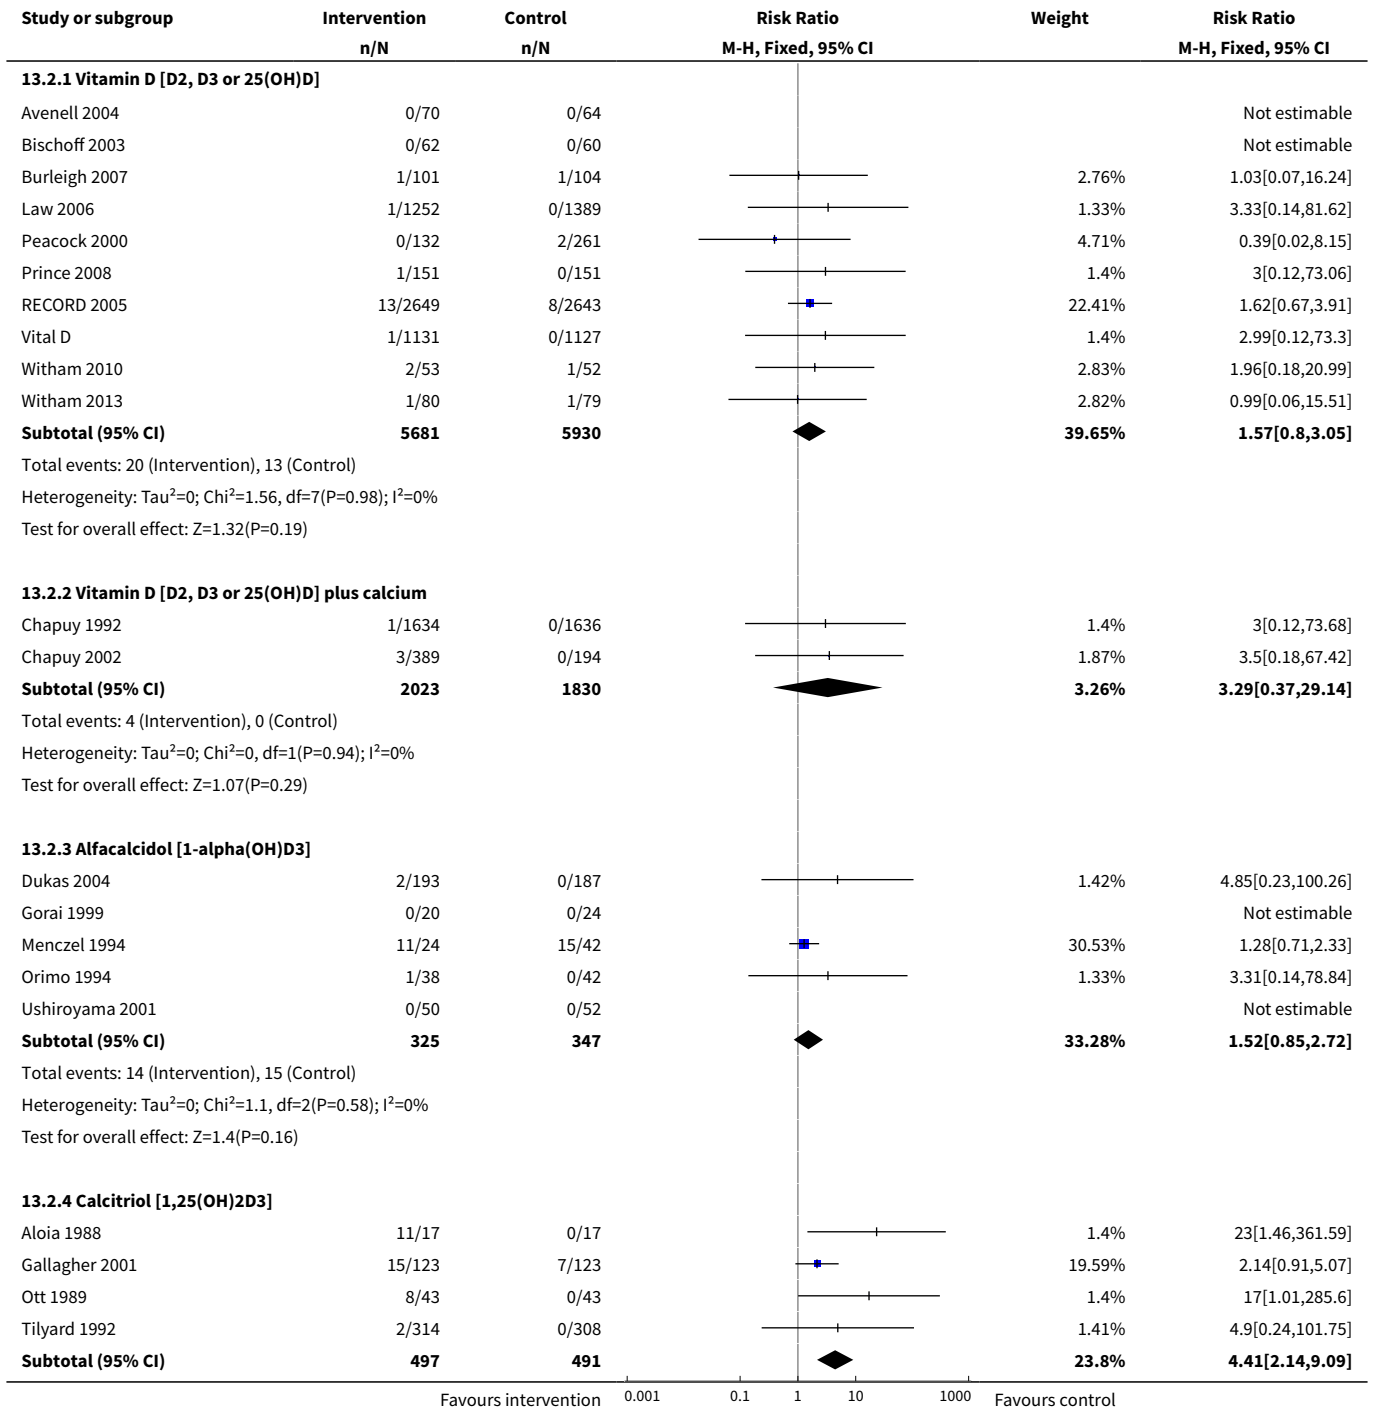 Study or subgroup Intervention Control Risk Ratio Weight Risk Ratio
n/N n/N M-H, Fixed, 95% CI M-H, Fixed, 95% CI
13.2.1 Vitamin D [D2, D3 or 25(OH)D]
Avenell 2004 0/70 0/64 Not estimable
Bischoff 2003 0/62 0/60 Not estimable
Burleigh 2007 1/101 1/104 2.76% 1.03[0.07,16.24]
Law 2006 1/1252 0/1389 1.33% 3.33[0.14,81.62]
Peacock 2000 0/132 2/261 4.71% 0.39[0.02,8.15]
Prince 2008 1/151 0/151 1.4% 3[0.12,73.06]
RECORD 2005 13/2649 8/2643 22.41% 1.62[0.67,3.91]
Vital D 1/1131 0/1127 1.4% 2.99[0.12,73.3]
Witham 2010 2/53 1/52 2.83% 1.96[0.18,20.99]
Witham 2013 1/80 1/79 2.82% 0.99[0.06,15.51]
Subtotal (95% CI) 5681 5930 39.65% 1.57[0.8,3.05]
Total events: 20 (Intervention), 13 (Control)
Heterogeneity: Tau²=0; Chi²=1.56, df=7(P=0.98); I²=0%
Test for overall effect: Z=1.32(P=0.19)
13.2.2 Vitamin D [D2, D3 or 25(OH)D] plus calcium
Chapuy 1992 1/1634 0/1636 1.4% 3[0.12,73.68]
Chapuy 2002 3/389 0/194 1.87% 3.5[0.18,67.42]
Subtotal (95% CI) 2023 1830 3.26% 3.29[0.37,29.14]
Total events: 4 (Intervention), 0 (Control)
Heterogeneity: Tau²=0; Chi²=0, df=1(P=0.94); I²=0%
Test for overall effect: Z=1.07(P=0.29)
13.2.3 Alfacalcidol [1-alpha(OH)D3]
Dukas 2004 2/193 0/187 1.42% 4.85[0.23,100.26]
Gorai 1999 0/20 0/24 Not estimable
Menczel 1994 11/24 15/42 30.53% 1.28[0.71,2.33]
Orimo 1994 1/38 0/42 1.33% 3.31[0.14,78.84]
Ushiroyama 2001 0/50 0/52 Not estimable
Subtotal (95% CI) 325 347 33.28% 1.52[0.85,2.72]
Total events: 14 (Intervention), 15 (Control)
Heterogeneity: Tau²=0; Chi²=1.1, df=2(P=0.58); I²=0%
Test for overall effect: Z=1.4(P=0.16)
13.2.4 Calcitriol [1,25(OH)2D3]
Aloia 1988 11/17 0/17 1.4% 23[1.46,361.59]
Gallagher 2001 15/123 7/123 19.59% 2.14[0.91,5.07]
Ott 1989 8/43 0/43 1.4% 17[1.01,285.6]
Tilyard 1992 2/314 0/308 1.41% 4.9[0.24,101.75]
Subtotal (95% CI) 497 491 23.8% 4.41[2.14,9.09]
Favours intervention 0.001 0.1 1 10 1000 Favours control